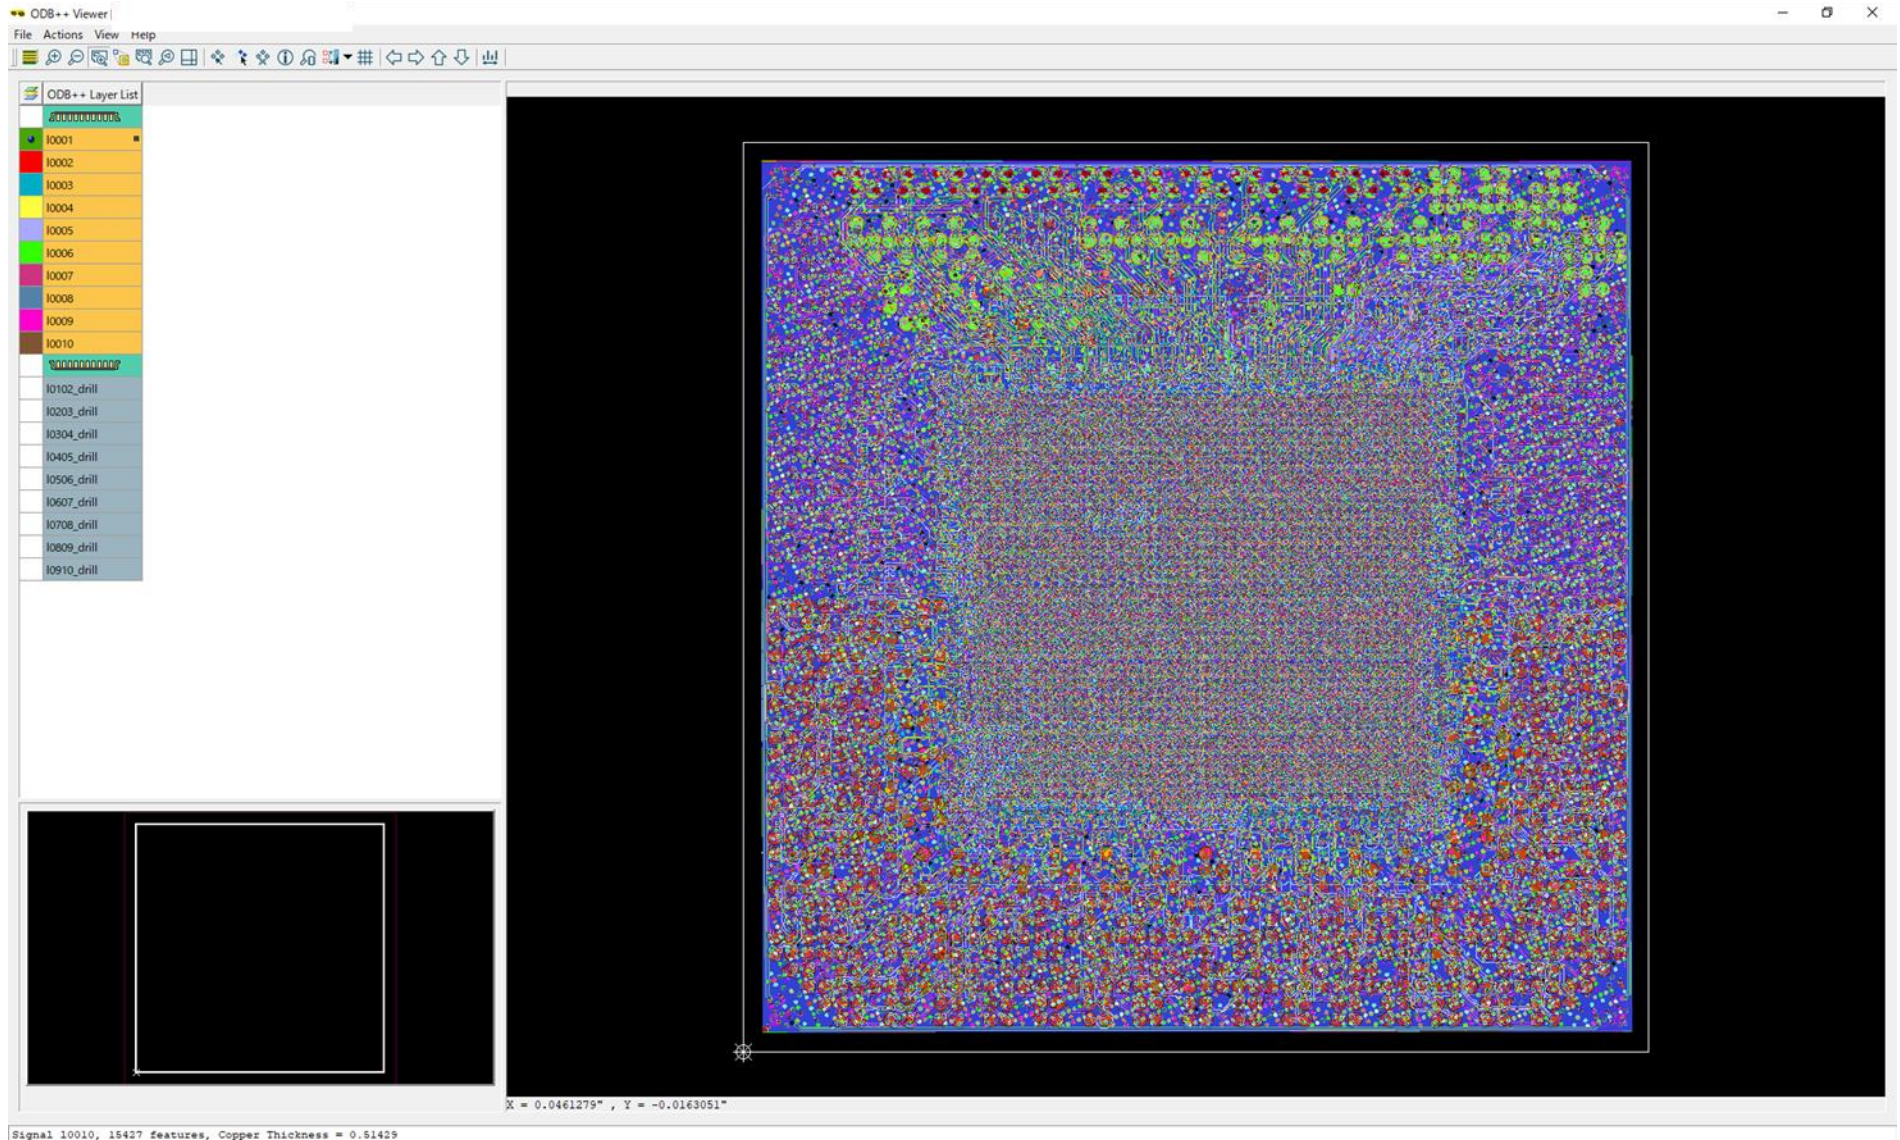 ODB++ Viewer
File Actions View Help
ODB++ Layer List
l0001
l0002
l0003
l0004
l0005
l0006
l0007
l0008
l0009
l0010
l0102_drill
l0203_drill
l0304_drill
l0405_drill
l0506_drill
l0607_drill
l0708_drill
l0809_drill
l0910_drill
X = 0.0461279" , Y = -0.0163051"
Signal l0010, 15427 features, Copper Thickness = 0.51429